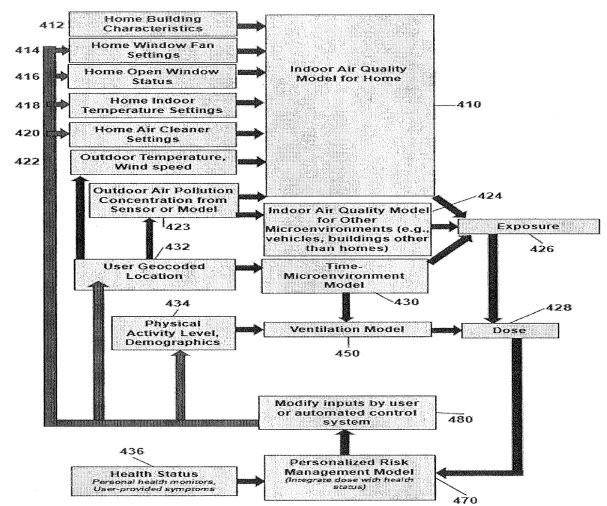 412
Home Building
Characteristics
414
Home Window Fan
Settings
416
Home Open Window
Status
418
Home Indoor
Temperature Settings
420
Home Air Cleaner
Settings
422
Outdoor Temperature,
Wind speed
Indoor Air Quality
Model for Home
410
Outdoor Air Pollution
Concentration from
Sensor or Model
423
424
Indoor Air Quality Model
for Other
Microenvironments (e.g.,
vehicles, buildings other
than homes)
Exposure
426
432
User Geocoded
Location
Time-
Microenvironment
Model
430
434
Physical
Activity Level,
Demographics
Ventilation Model
450
428
Dose
Modify inputs by user
or automated control
system
480
436
Health Status
Personal health monitors,
User-provided symptoms
Personalized Risk
Management Model
(Integrate dose with health
status)
470